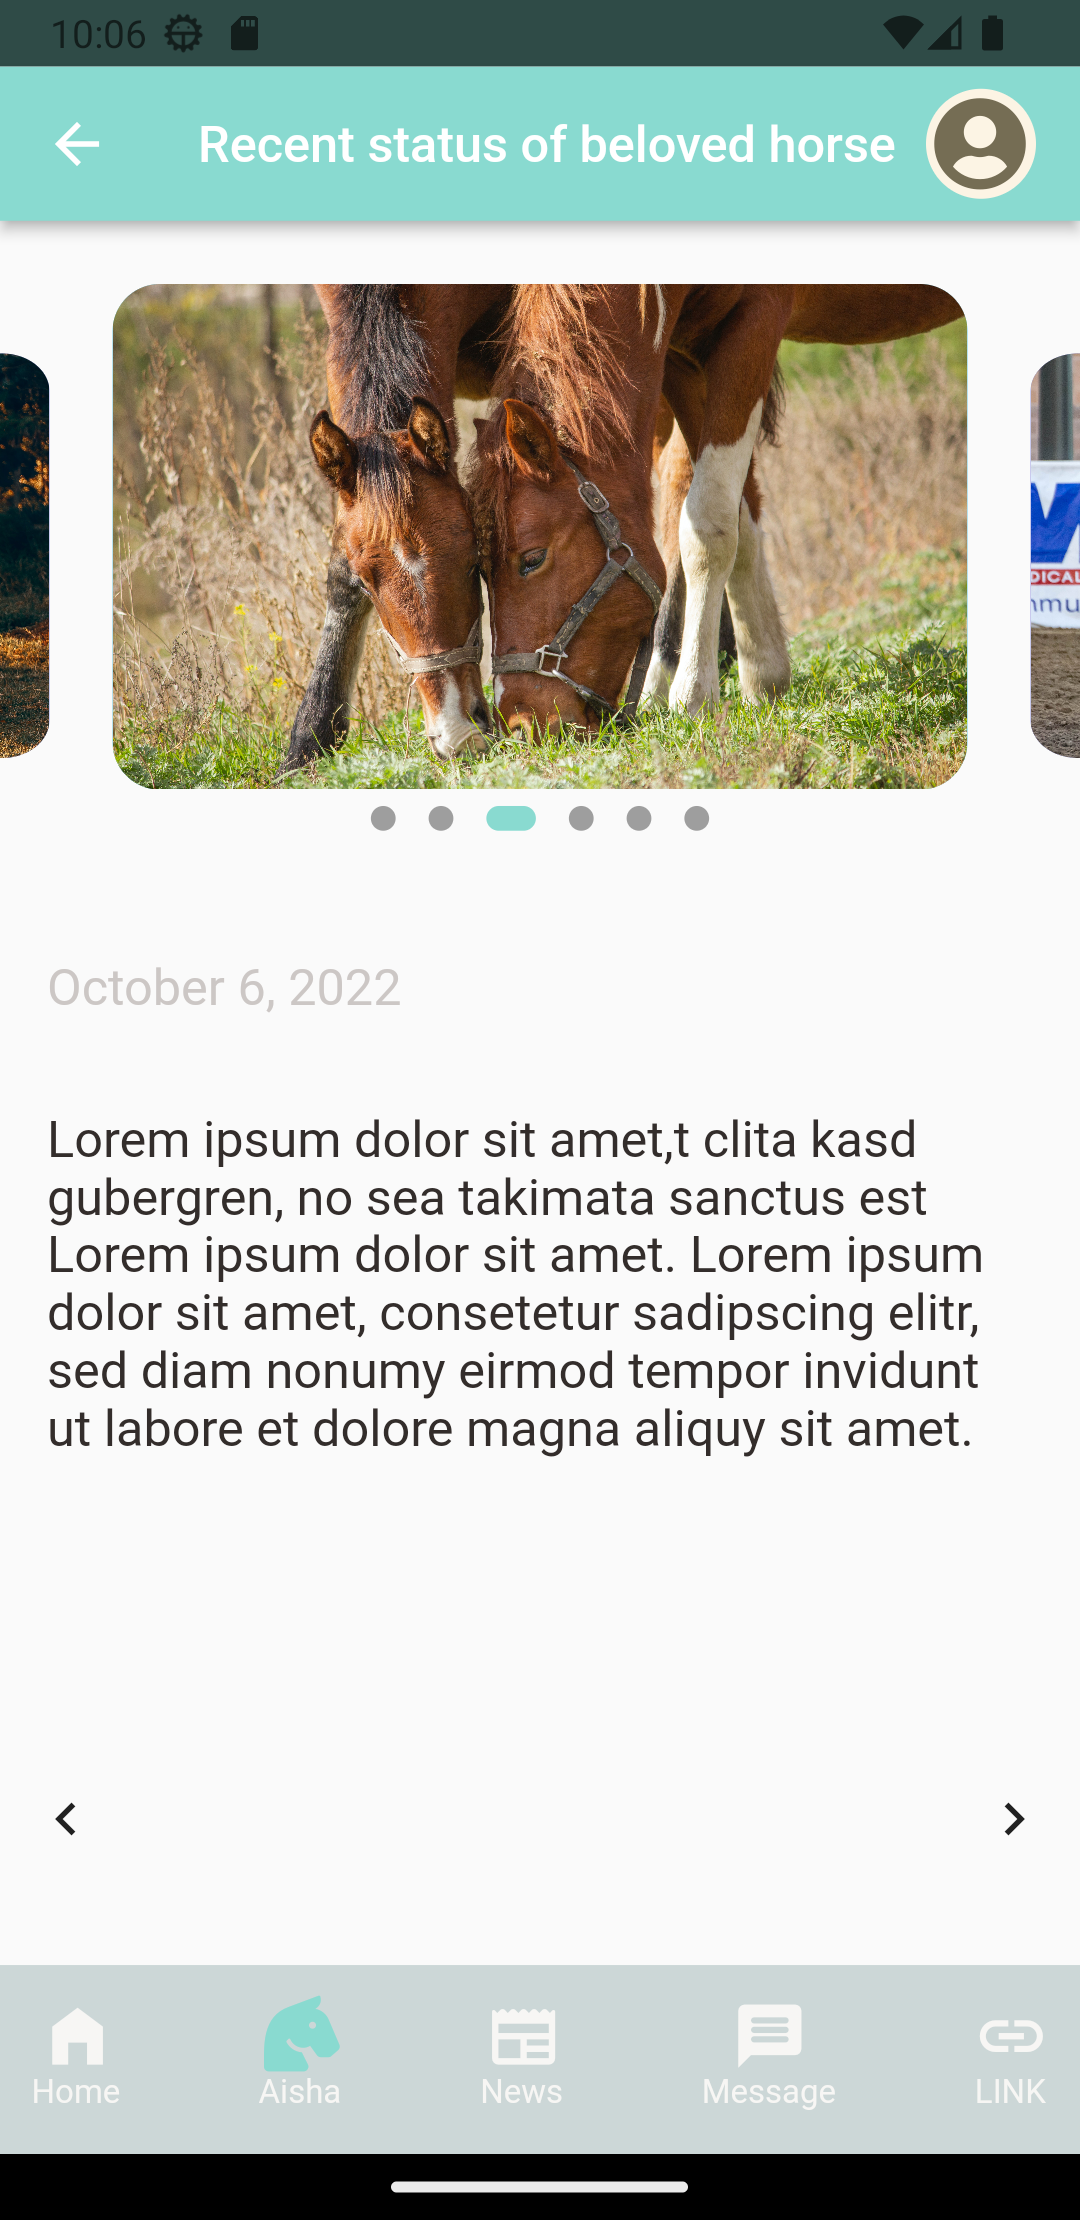 10:06
Recent status of beloved horse
DICAL
October 6, 2022
Lorem ipsum dolor sit amet,t clita kasd
gubergren, no sea takimata sanctus est
Lorem ipsum dolor sit amet. Lorem ipsum
dolor sit amet, consetetur sadipscing elitr,
sed diam nonumy eirmod tempor invidunt
ut labore et dolore magna aliquy sit amet.
Home Aisha News Message LINK